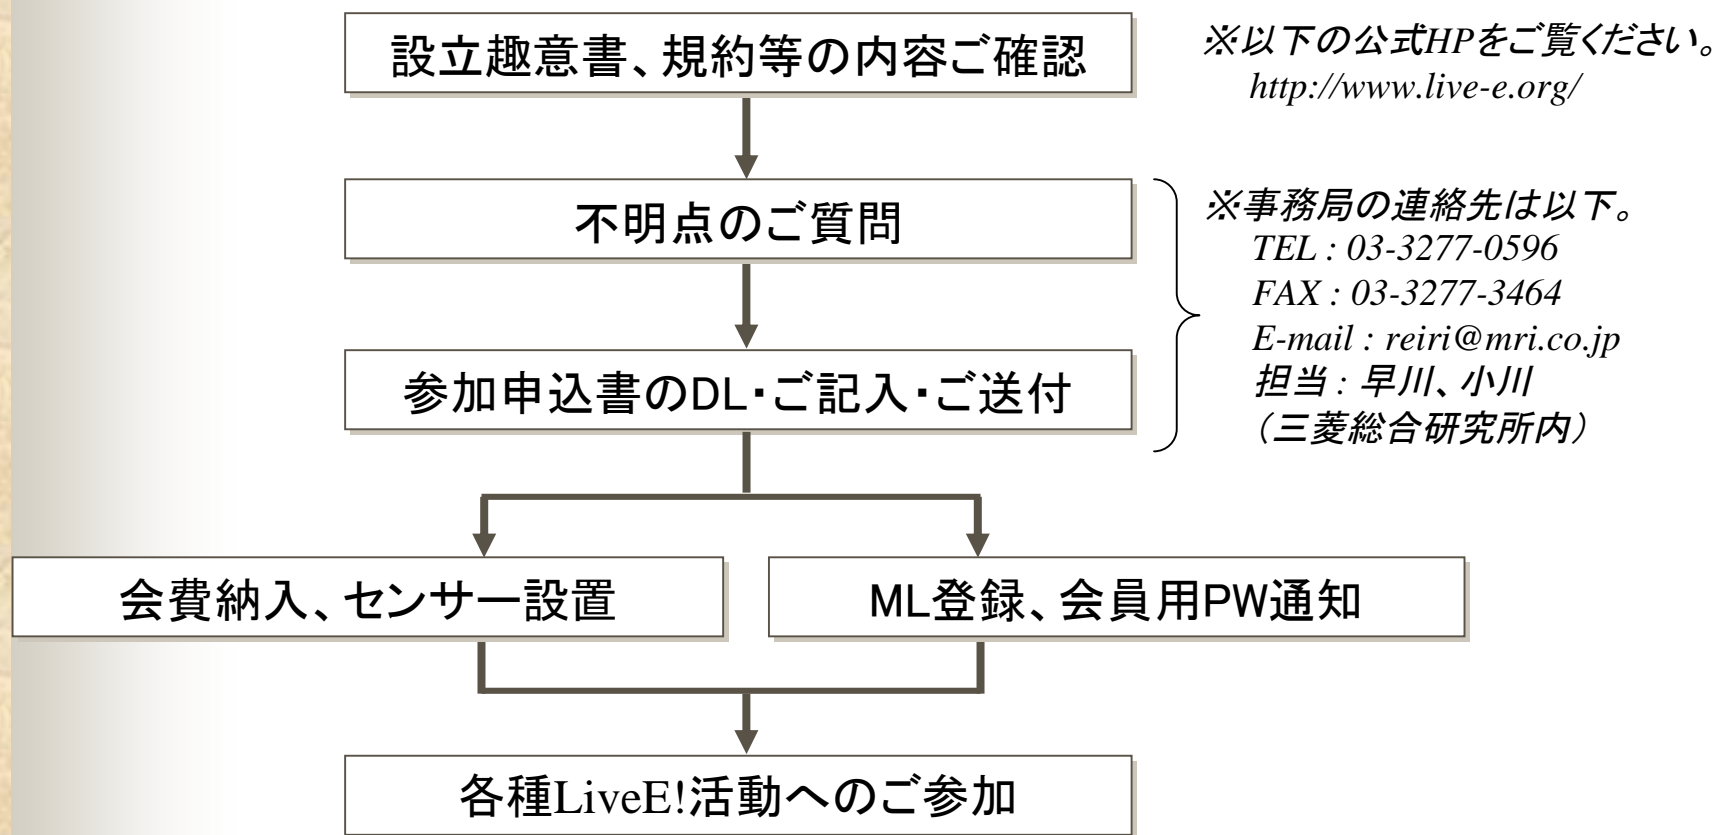 設立趣意書、規約等の内容ご確認
※以下の公式HPをご覧ください。
http://www.live-e.org/
不明点のご質問
※事務局の連絡先は以下。
TEL : 03-3277-0596
FAX : 03-3277-3464
E-mail : reiri@mri.co.jp
担当 : 早川、小川
（三菱総合研究所内）
参加申込書のDL・ご記入・ご送付
会費納入、センサー設置
ML登録、会員用PW通知
各種LiveE!活動へのご参加